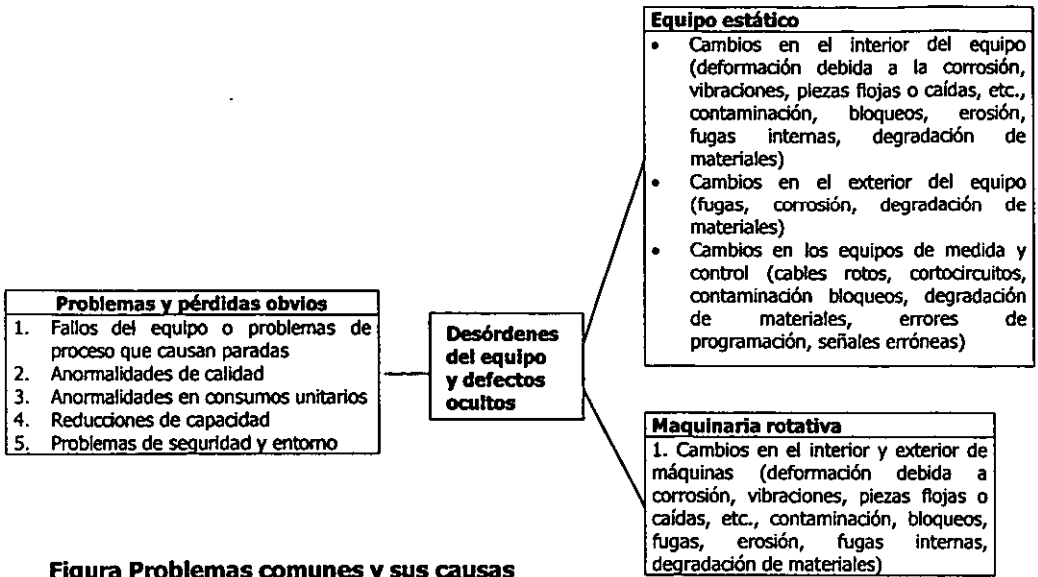 Equipo estático
• Cambios en el interior del equipo
(deformación debida a la corrosión,
vibraciones, piezas flojas o caídas, etc.,
contaminación, bloqueos, erosión,
fugas internas, degradación de
materiales)
• Cambios en el exterior del equipo
(fugas, corrosión, degradación de
materiales)
• Cambios en los equipos de medida y
control (cables rotos, cortocircuitos,
contaminación bloqueos, degradación
de materiales, errores de
programación, señales erróneas)
Problemas y pérdidas obvios
1. Fallos del equipo o problemas de
proceso que causan paradas
2. Anormalidades de calidad
3. Anormalidades en consumos unitarios
4. Reducciones de capacidad
5. Problemas de seguridad y entorno
Desórdenes
del equipo
y defectos
ocultos
Maquinaria rotativa
1. Cambios en el interior y exterior de
máquinas (deformación debida a
corrosión, vibraciones, piezas flojas o
caídas, etc., contaminación, bloqueos,
fugas, erosión, fugas internas,
degradación de materiales)
Figura Problemas comunes y sus causas